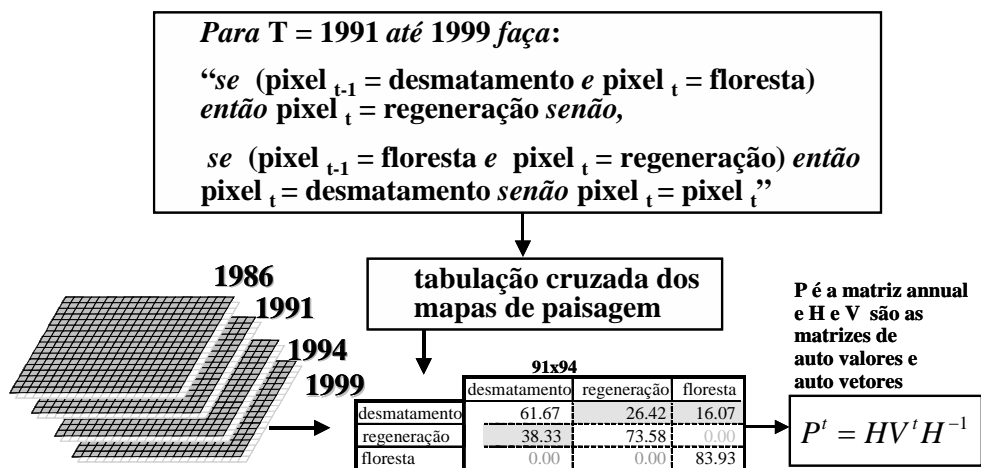 Para T = 1991 até 1999 faça:
“se (pixel t-1 = desmatamento e pixel t = floresta)
então pixel t = regeneração senão,
se (pixel t-1 = floresta e pixel t = regeneração) então
pixel t = desmatamento senão pixel t = pixel t”
tabulação cruzada dos
mapas de paisagem
1986
1991
1994
1999
P é a matriz annual
e H e V são as
matrizes de
auto valores e
auto vetores
91x94
desmatamento regeneração floresta
desmatamento 61.67 26.42 16.07
regeneração 38.33 73.58 0.00
floresta 0.00 0.00 83.93
P^t = HV^t H^-1